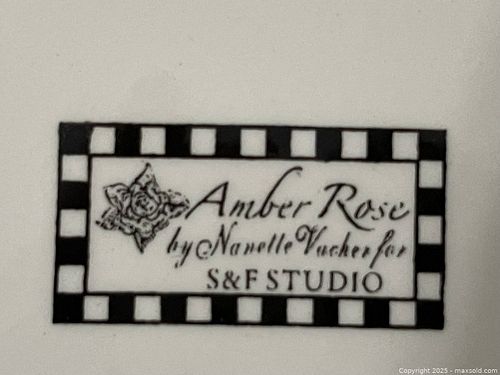 Amber Rose
by Nanette Vacher for
S&F STUDIO
Copyright 2025 - maxsold.com